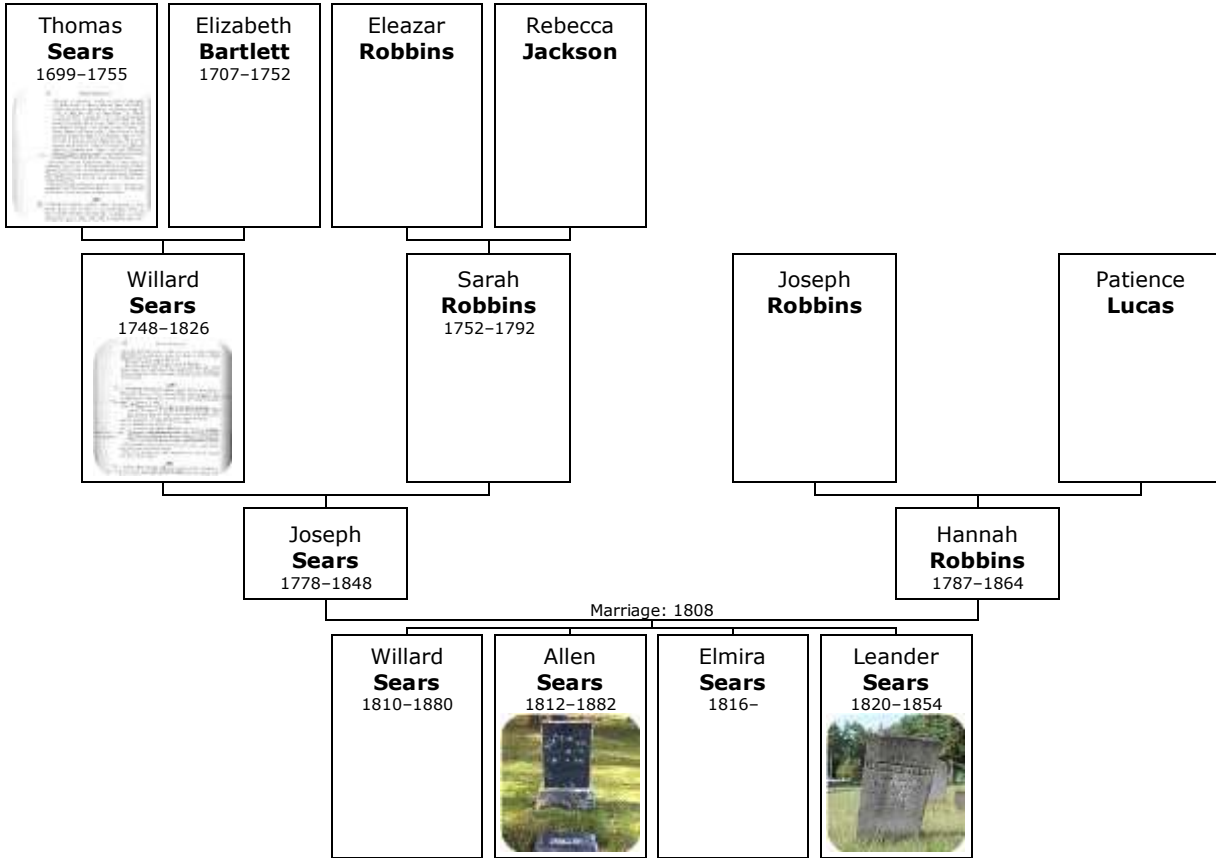 Thomas
Sears
1699–1755
Elizabeth
Bartlett
1707–1752
Eleazar
Robbins
Rebecca
Jackson
Willard
Sears
1748–1826
Sarah
Robbins
1752–1792
Joseph
Robbins
Patience
Lucas
Joseph
Sears
1778–1848
Hannah
Robbins
1787–1864
Marriage: 1808
Willard
Sears
1810–1880
Allen
Sears
1812–1882
Elmira
Sears
1816–
Leander
Sears
1820–1854